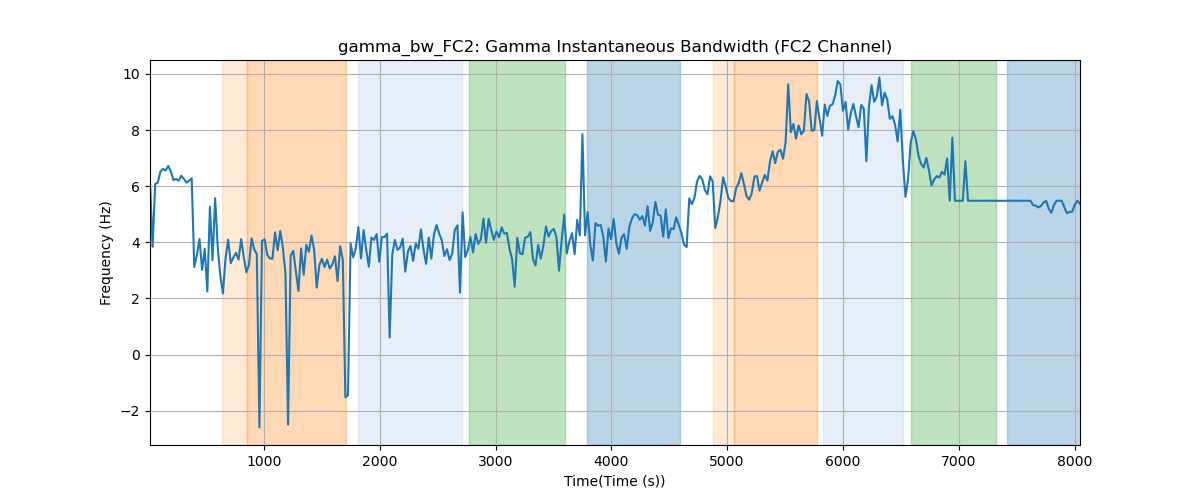 gamma_bw_FC2: Gamma Instantaneous Bandwidth (FC2 Channel)
Frequency (Hz)
10
8
6
4
2
0
−2
1000 2000 3000 4000 5000 6000 7000 8000
Time(Time (s))